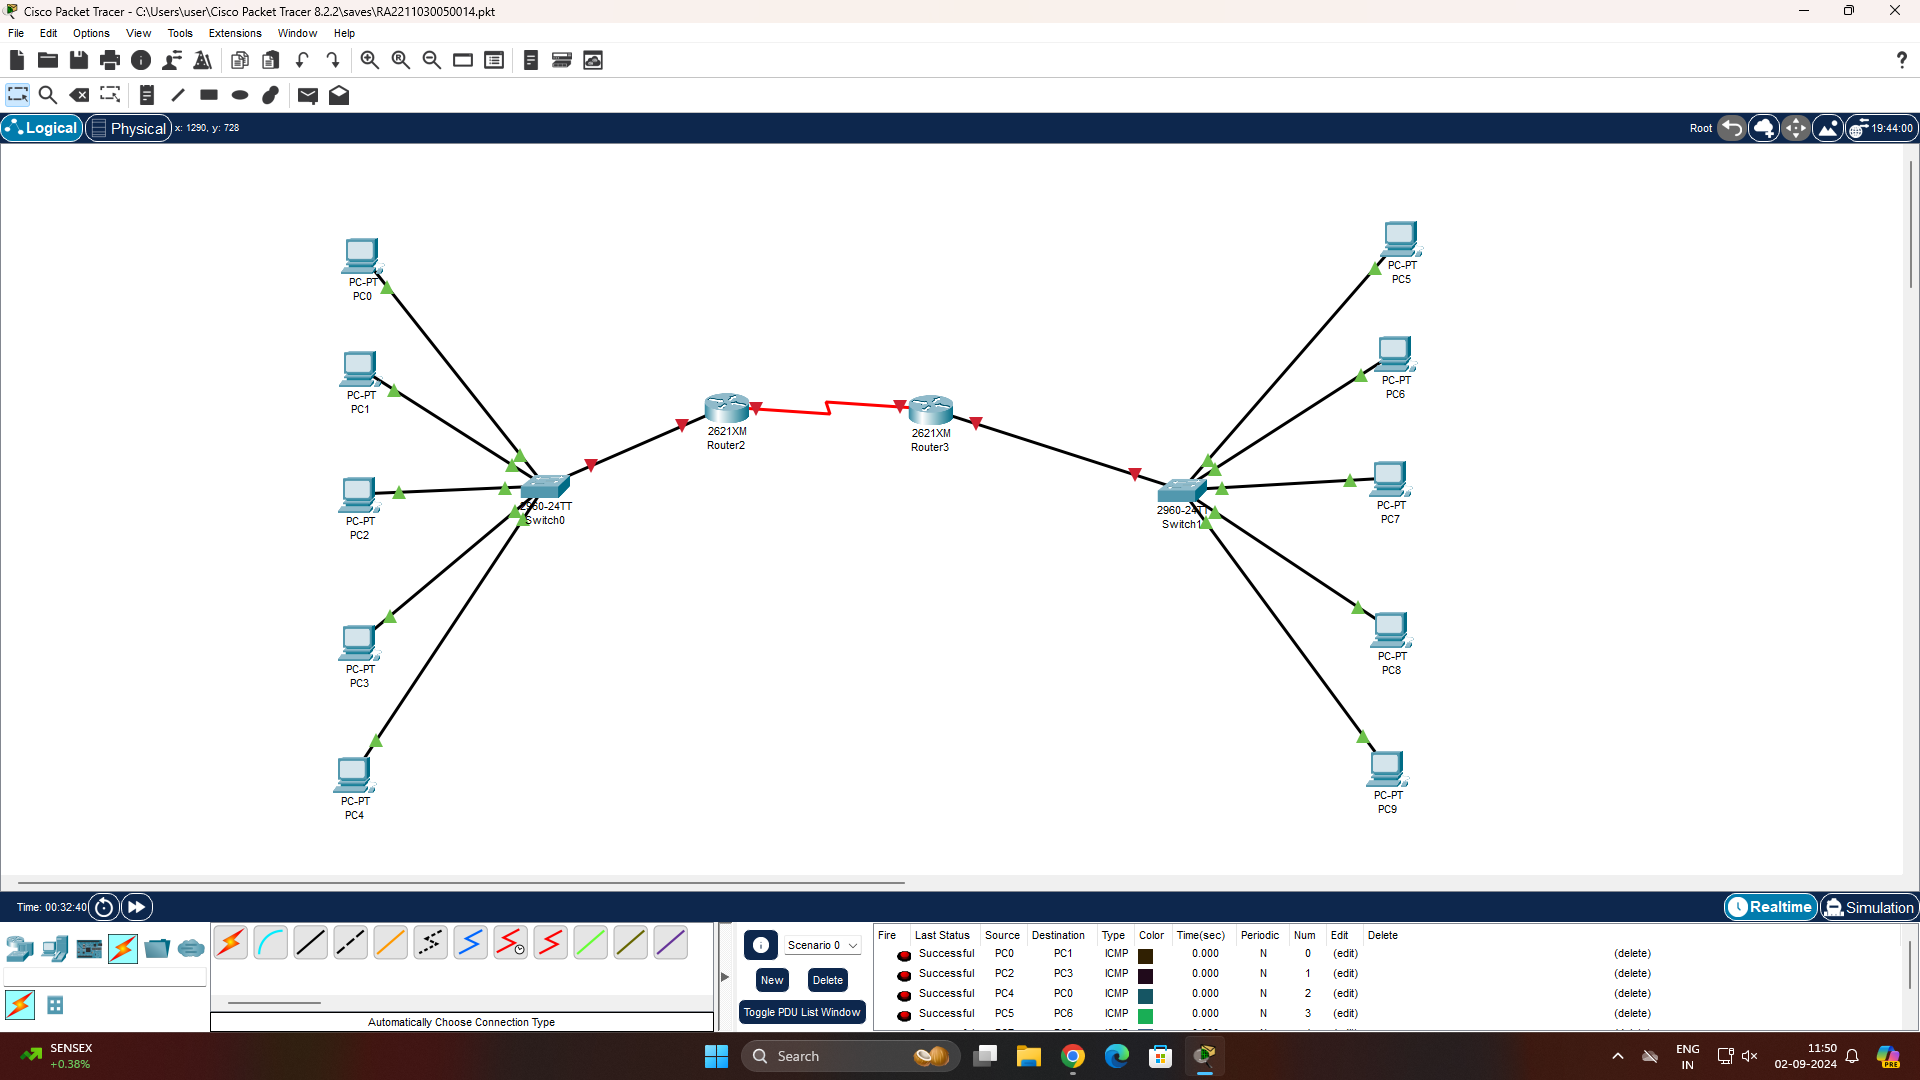 Cisco Packet Tracer - C:\Users\user\Cisco Packet Tracer 8.2.2\saves\RA2211030050014.pkt
File Edit Options View Tools Extensions Window Help
Logical Physical x: 1290, y: 728 Root 19:44:00
PC-PT
PC0
PC-PT
PC1
PC-PT
PC2
PC-PT
PC3
PC-PT
PC4
2960-24TT
Switch0
2621XM
Router2
2621XM
Router3
2960-24TT
Switch1
PC-PT
PC5
PC-PT
PC6
PC-PT
PC7
PC-PT
PC8
PC-PT
PC9
Time: 00:32:40 Realtime Simulation
Automatically Choose Connection Type
Scenario 0
New Delete
Toggle PDU List Window
Fire Last Status Source Destination Type Color Time(sec) Periodic Num Edit Delete
Successful PC0 PC1 ICMP 0.000 N 0 (edit) (delete)
Successful PC2 PC3 ICMP 0.000 N 1 (edit) (delete)
Successful PC4 PC0 ICMP 0.000 N 2 (edit) (delete)
Successful PC5 PC6 ICMP 0.000 N 3 (edit) (delete)
SENSEX
+0.38%
Search
ENG
IN
11:50
02-09-2024
PRE